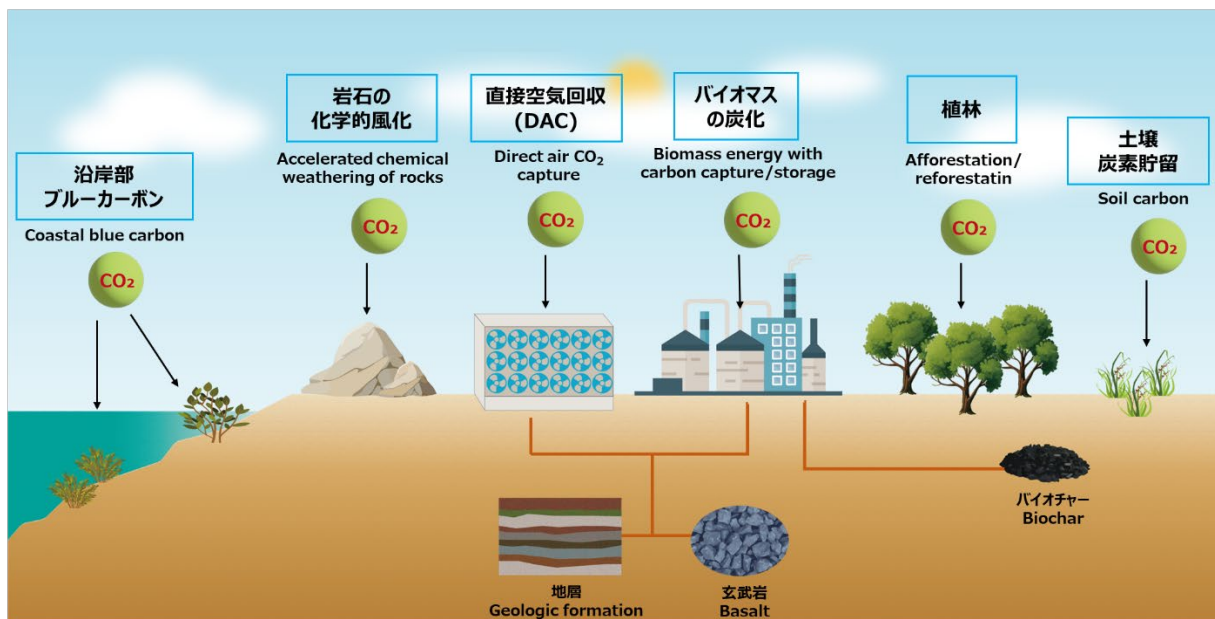 沿岸部
ブルーカーボン
Coastal blue carbon
CO₂
岩石の
化学的風化
Accelerated chemical
weathering of rocks
CO₂
直接空気回収
(DAC)
Direct air CO₂
capture
CO₂
バイオマス
の炭化
Biomass energy with
carbon capture/storage
CO₂
植林
Afforestation/
reforestatin
CO₂
土壌
炭素貯留
Soil carbon
CO₂
地層
Geologic formation
玄武岩
Basalt
バイオチャー
Biochar